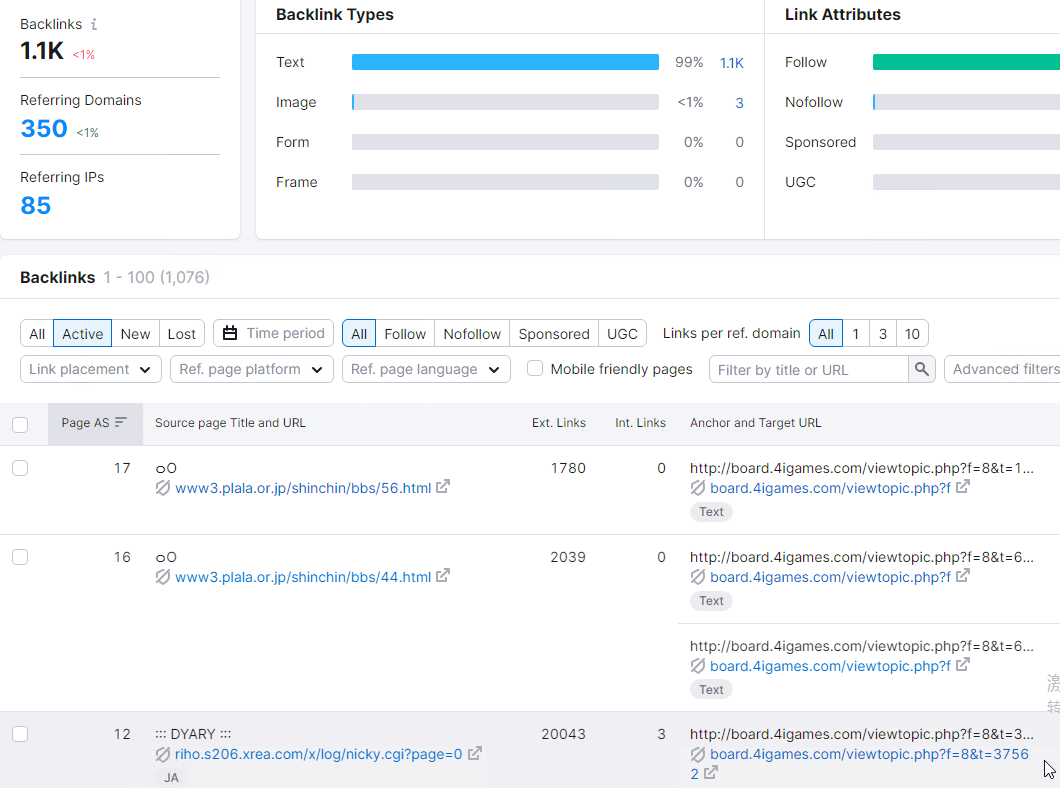 Backlinks
1.1K <1%
Referring Domains
350 <1%
Referring IPs
85
Backlink Types
Text 99% 1.1K
Image <1% 3
Form 0% 0
Frame 0% 0
Link Attributes
Follow
Nofollow
Sponsored
UGC
Backlinks 1 - 100 (1,076)
All Active New Lost Time period All Follow Nofollow Sponsored UGC Links per ref. domain All 1 3 10
Link placement Ref. page platform Ref. page language Mobile friendly pages Filter by title or URL Advanced filters
Page AS Source page Title and URL Ext. Links Int. Links Anchor and Target URL
17 ㅇO 1780 0 http://board.4igames.com/viewtopic.php?f=8&t=1...
www3.plala.or.jp/shinchin/bbs/56.html board.4igames.com/viewtopic.php?f
Text
16 ㅇO 2039 0 http://board.4igames.com/viewtopic.php?f=8&t=6...
www3.plala.or.jp/shinchin/bbs/44.html board.4igames.com/viewtopic.php?f
Text
http://board.4igames.com/viewtopic.php?f=8&t=6...
board.4igames.com/viewtopic.php?f
Text
12 ::: DYARY ::: 20043 3 http://board.4igames.com/viewtopic.php?f=8&t=3...
riho.s206.xrea.com/x/log/nicky.cgi?page=0 board.4igames.com/viewtopic.php?f=8&t=3756
JA 2